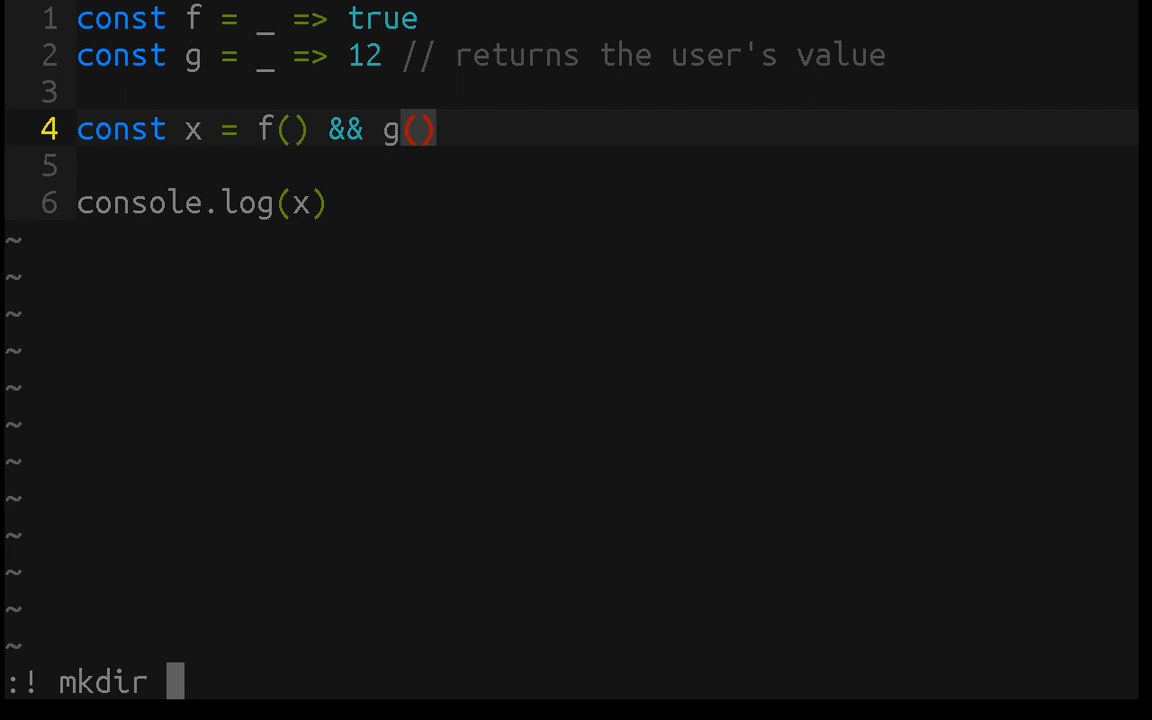 1 const f = _ => true
2 const g = _ => 12 // returns the user's value
3
4 const x = f() && g()
5
6 console.log(x)
~
~
~
~
~
~
~
~
~
~
~
~
:! mkdir